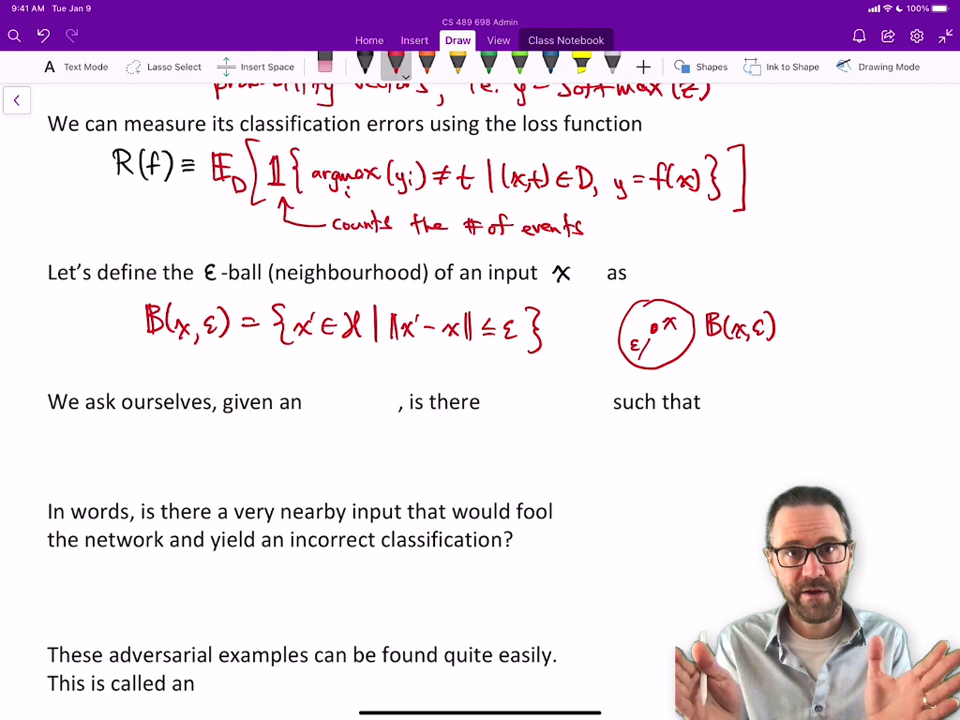 9:41 AM Tue Jan 9
100%
CS 489 698 Admin
Home Insert Draw View Class Notebook
A Text Mode Lasso Select Insert Space Shapes Ink to Shape Drawing Mode
probability vectors, i.e. y = softmax(z)
We can measure its classification errors using the loss function
R(f) ≡ 𝔼_D[𝟙{argmax_i(y_i) ≠ t | (x,t) ∈ D, y = f(x)}]
counts the # of events
Let's define the ε-ball (neighbourhood) of an input x as
𝔹(x, ε) = {x' ∈ X | ‖x' - x‖ ≤ ε}
x
ε
𝔹(x,ε)
We ask ourselves, given an , is there such that
In words, is there a very nearby input that would fool
the network and yield an incorrect classification?
These adversarial examples can be found quite easily.
This is called an